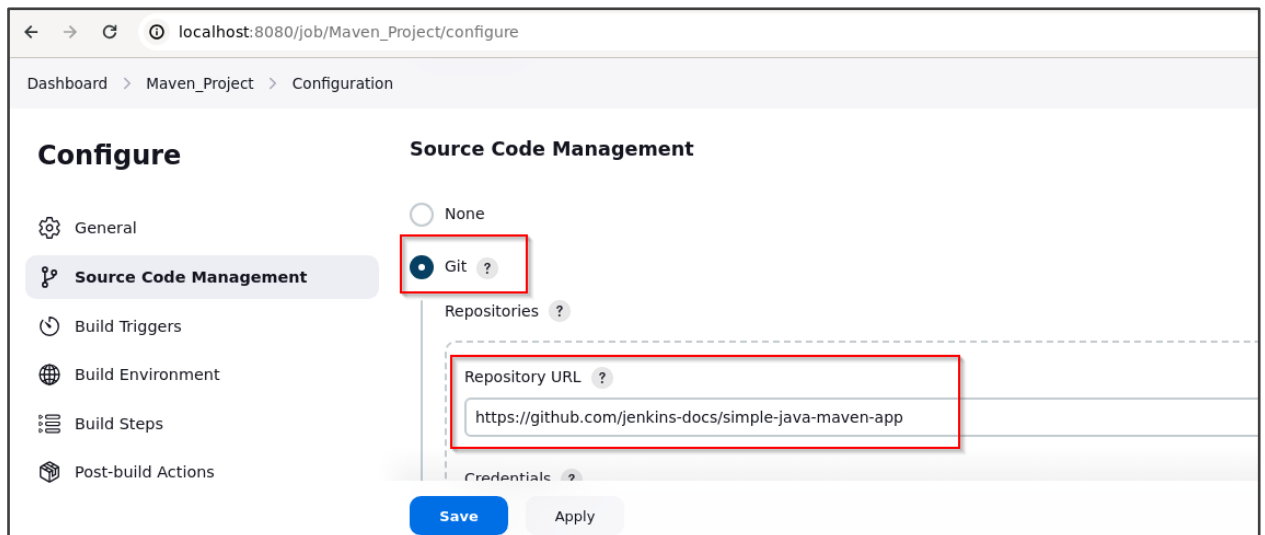 localhost:8080/job/Maven_Project/configure
Dashboard > Maven_Project > Configuration
Configure
General
Source Code Management
Build Triggers
Build Environment
Build Steps
Post-build Actions
Source Code Management
None
Git ?
Repositories ?
Repository URL ?
https://github.com/jenkins-docs/simple-java-maven-app
Credentials ?
Save Apply